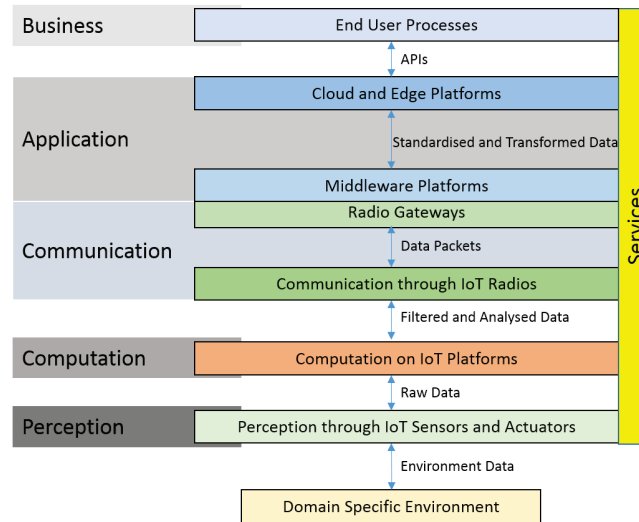 Business
End User Processes
APIs
Cloud and Edge Platforms
Application
Standardised and Transformed Data
Middleware Platforms
Radio Gateways
Communication
Data Packets
Communication through IoT Radios
Filtered and Analysed Data
Computation
Computation on IoT Platforms
Raw Data
Perception
Perception through IoT Sensors and Actuators
Environment Data
Domain Specific Environment
Services